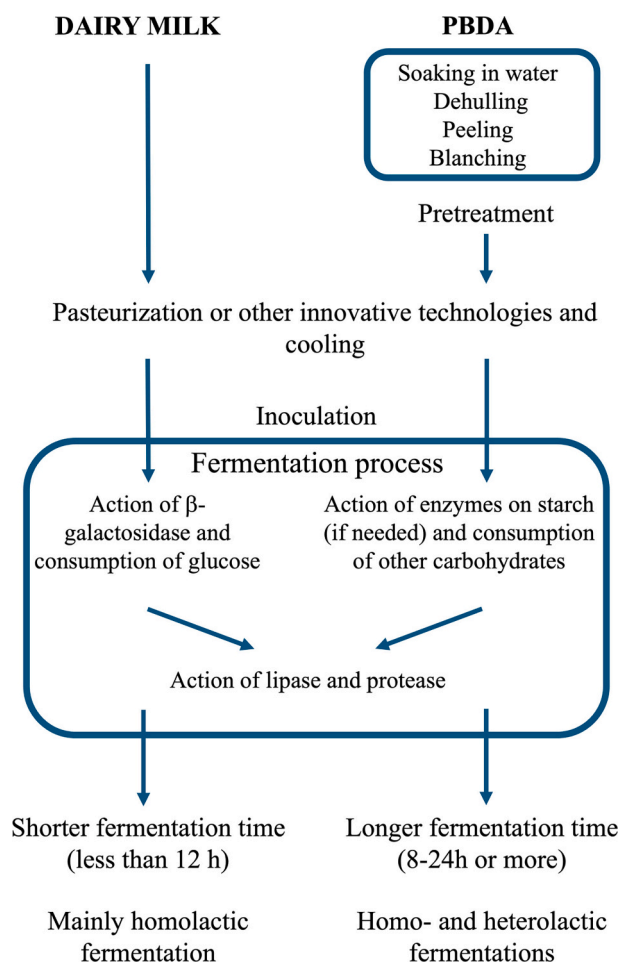 DAIRY MILK
PBDA
Soaking in water
Dehulling
Peeling
Blanching
Pretreatment
Pasteurization or other innovative technologies and
cooling
Inoculation
Fermentation process
Action of β-
galactosidase and
consumption of glucose
Action of enzymes on starch
(if needed) and consumption
of other carbohydrates
Action of lipase and protease
Shorter fermentation time
(less than 12 h)
Longer fermentation time
(8-24h or more)
Mainly homolactic
fermentation
Homo- and heterolactic
fermentations